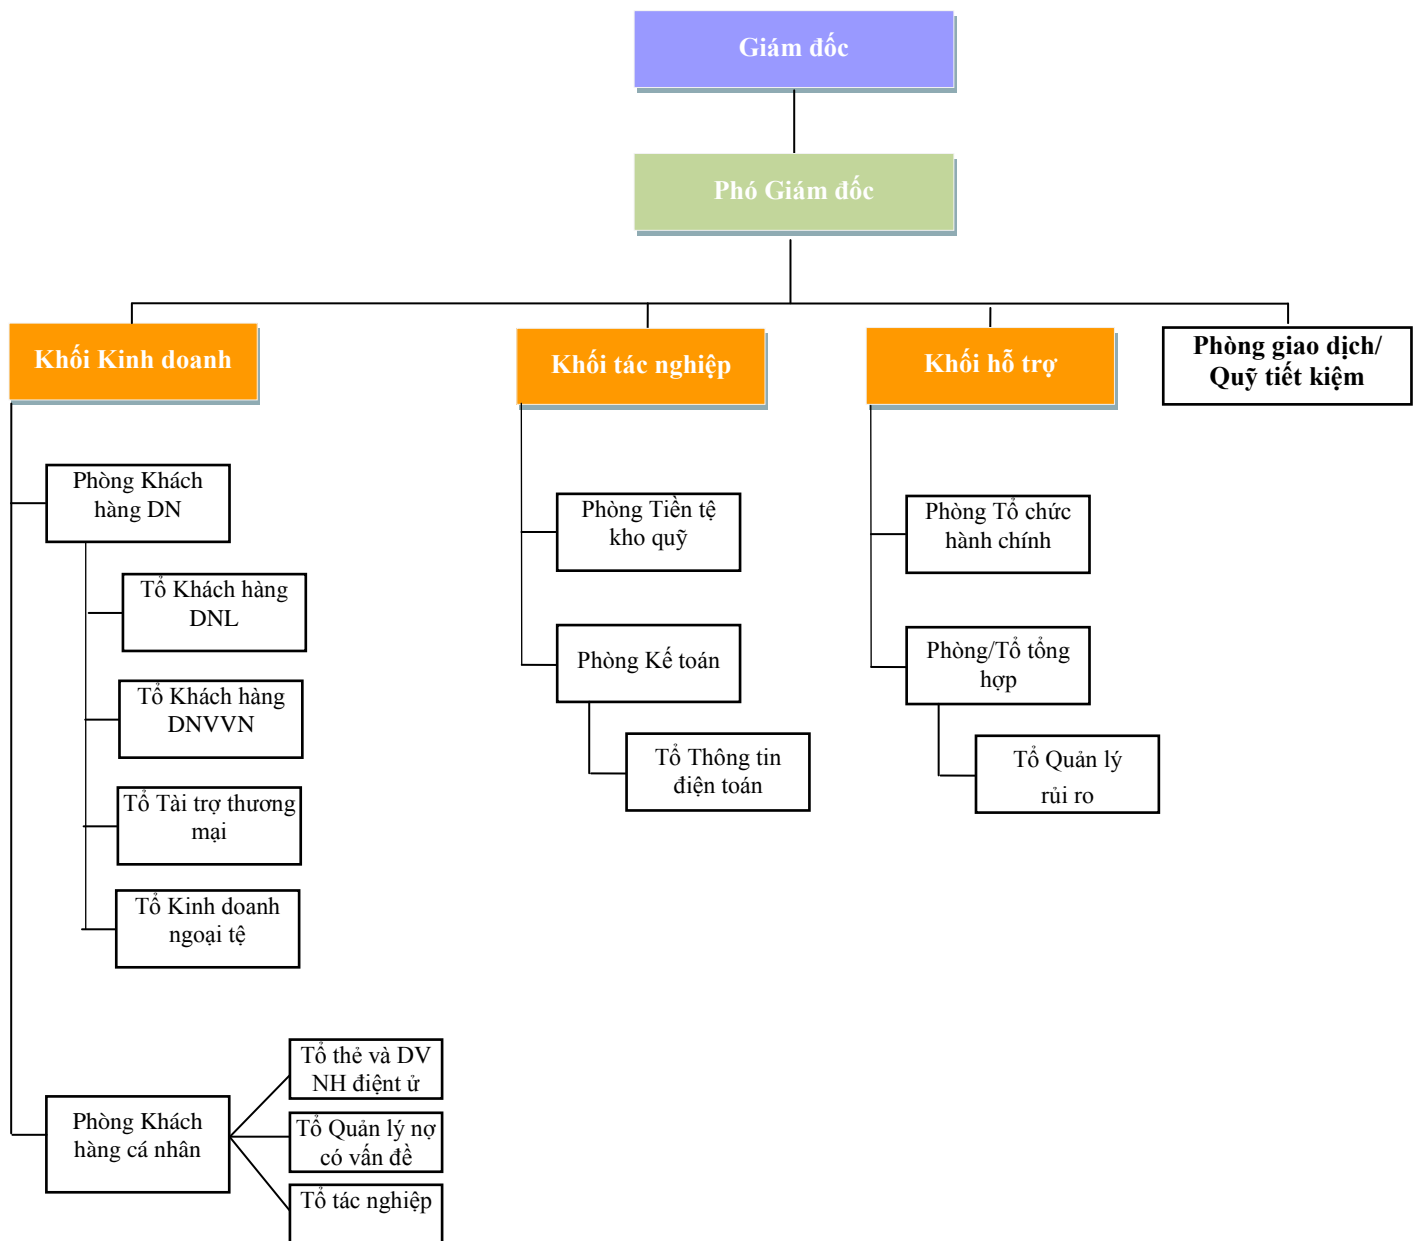 Giám đốc
Phó Giám đốc
Khối Kinh doanh
Khối tác nghiệp
Khối hỗ trợ
Phòng giao dịch/
Quỹ tiết kiệm
Phòng Khách
hàng DN
Tổ Khách hàng
DNL
Tổ Khách hàng
DNVVN
Tổ Tài trợ thương
mại
Tổ Kinh doanh
ngoại tệ
Phòng Khách
hàng cá nhân
Tổ thẻ và DV
NH điệnt ử
Tổ Quản lý nợ
có vấn đề
Tổ tác nghiệp
Phòng Tiền tệ
kho quỹ
Phòng Kế toán
Tổ Thông tin
điện toán
Phòng Tổ chức
hành chính
Phòng/Tổ tổng
hợp
Tổ Quản lý
rủi ro